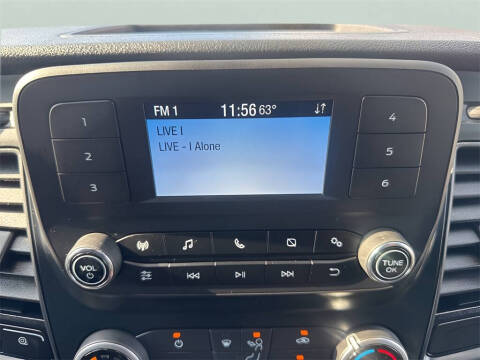 FM 1 11:56 63°
LIVE I
LIVE - I Alone
1
2
3
4
5
6
VOL
TUNE
OK